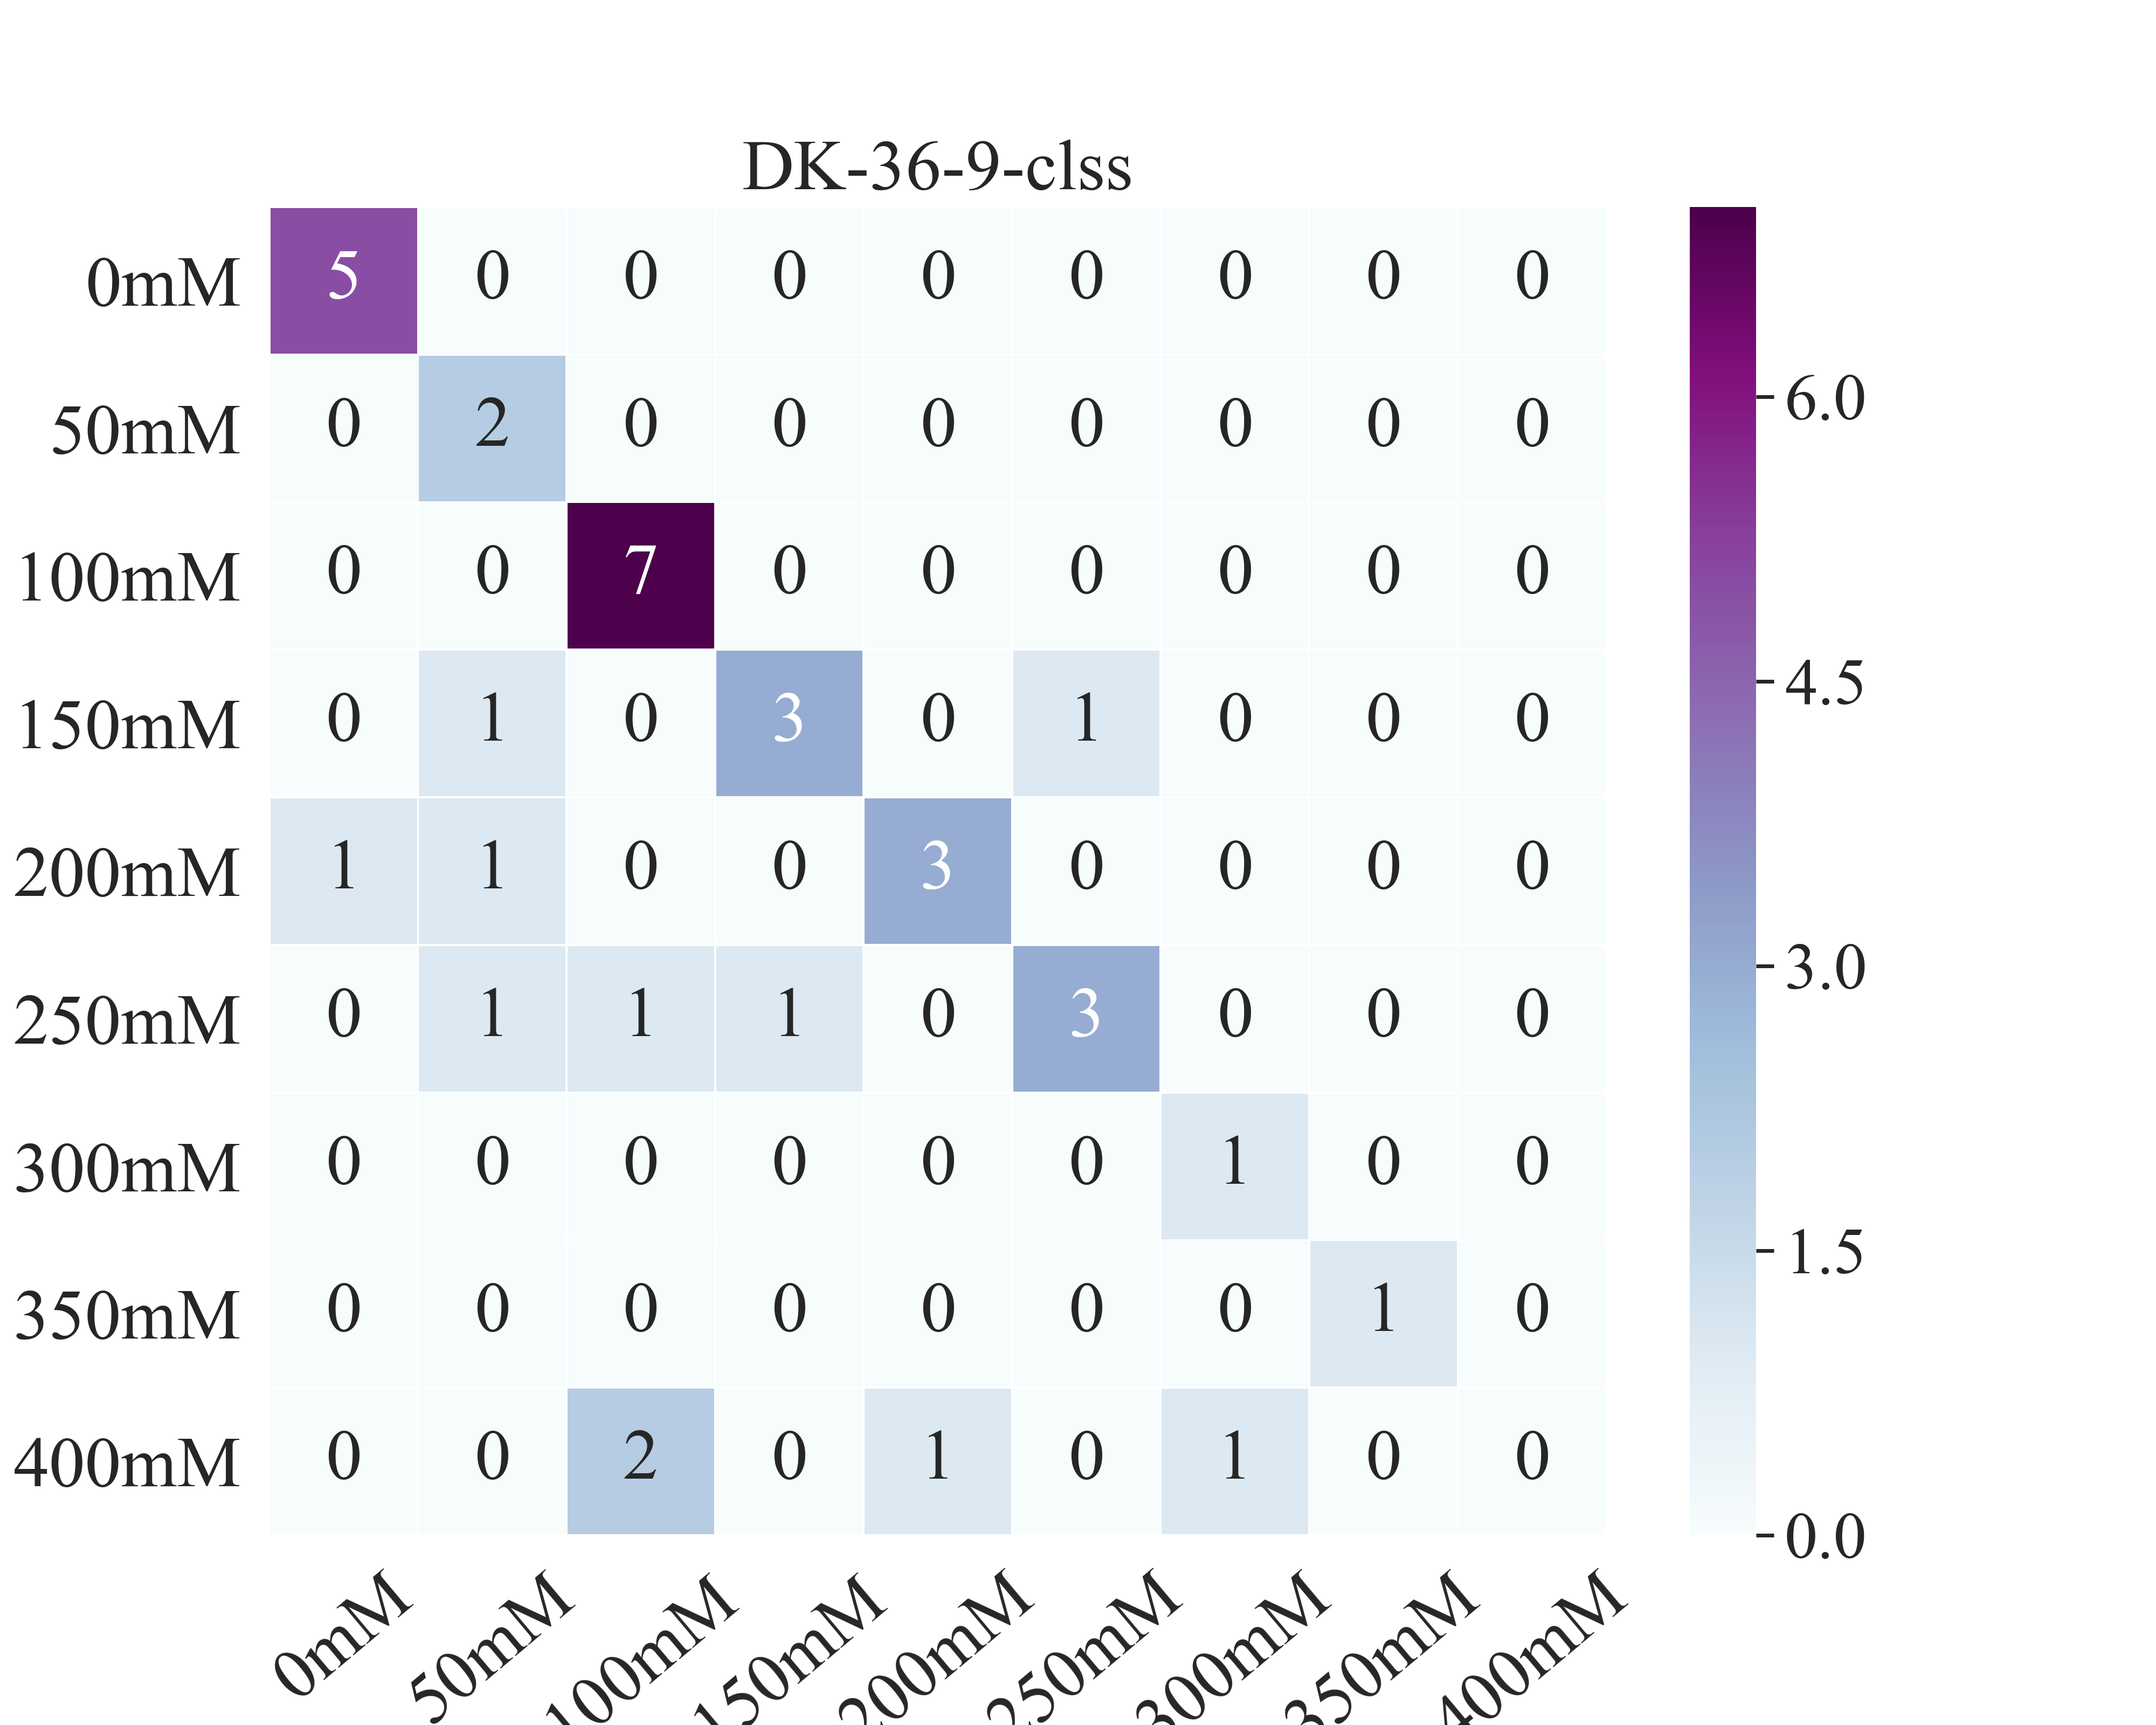 DK-36-9-clss
0mM 5 0 0 0 0 0 0 0 0
50mM 0 2 0 0 0 0 0 0 0
100mM 0 0 7 0 0 0 0 0 0
150mM 0 1 0 3 0 1 0 0 0
200mM 1 1 0 0 3 0 0 0 0
250mM 0 1 1 1 0 3 0 0 0
300mM 0 0 0 0 0 0 1 0 0
350mM 0 0 0 0 0 0 0 1 0
400mM 0 0 2 0 1 0 1 0 0
0mM 50mM 100mM 150mM 200mM 250mM 300mM 350mM 400mM
6.0
4.5
3.0
1.5
0.0